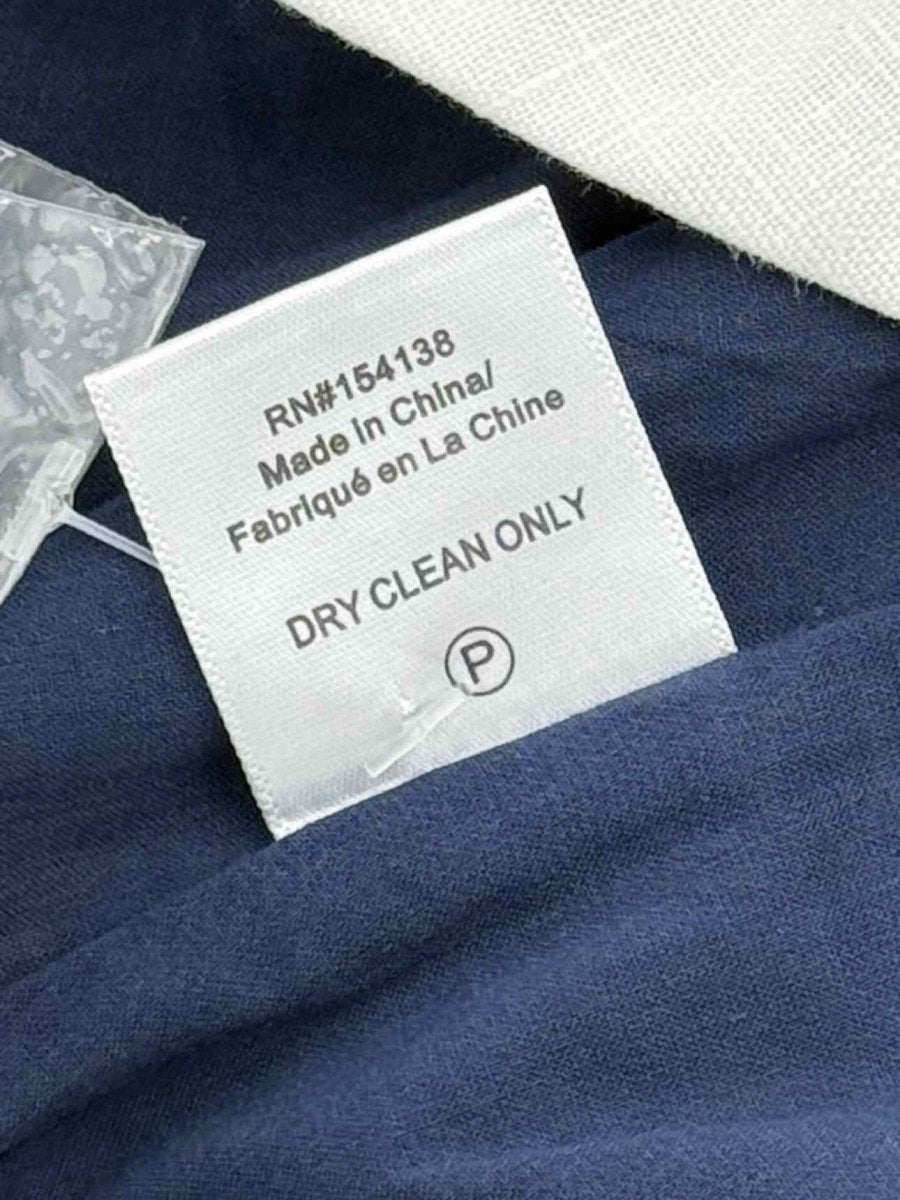 RN#154138
Made in China/
Fabriqué en La Chine
DRY CLEAN ONLY
P